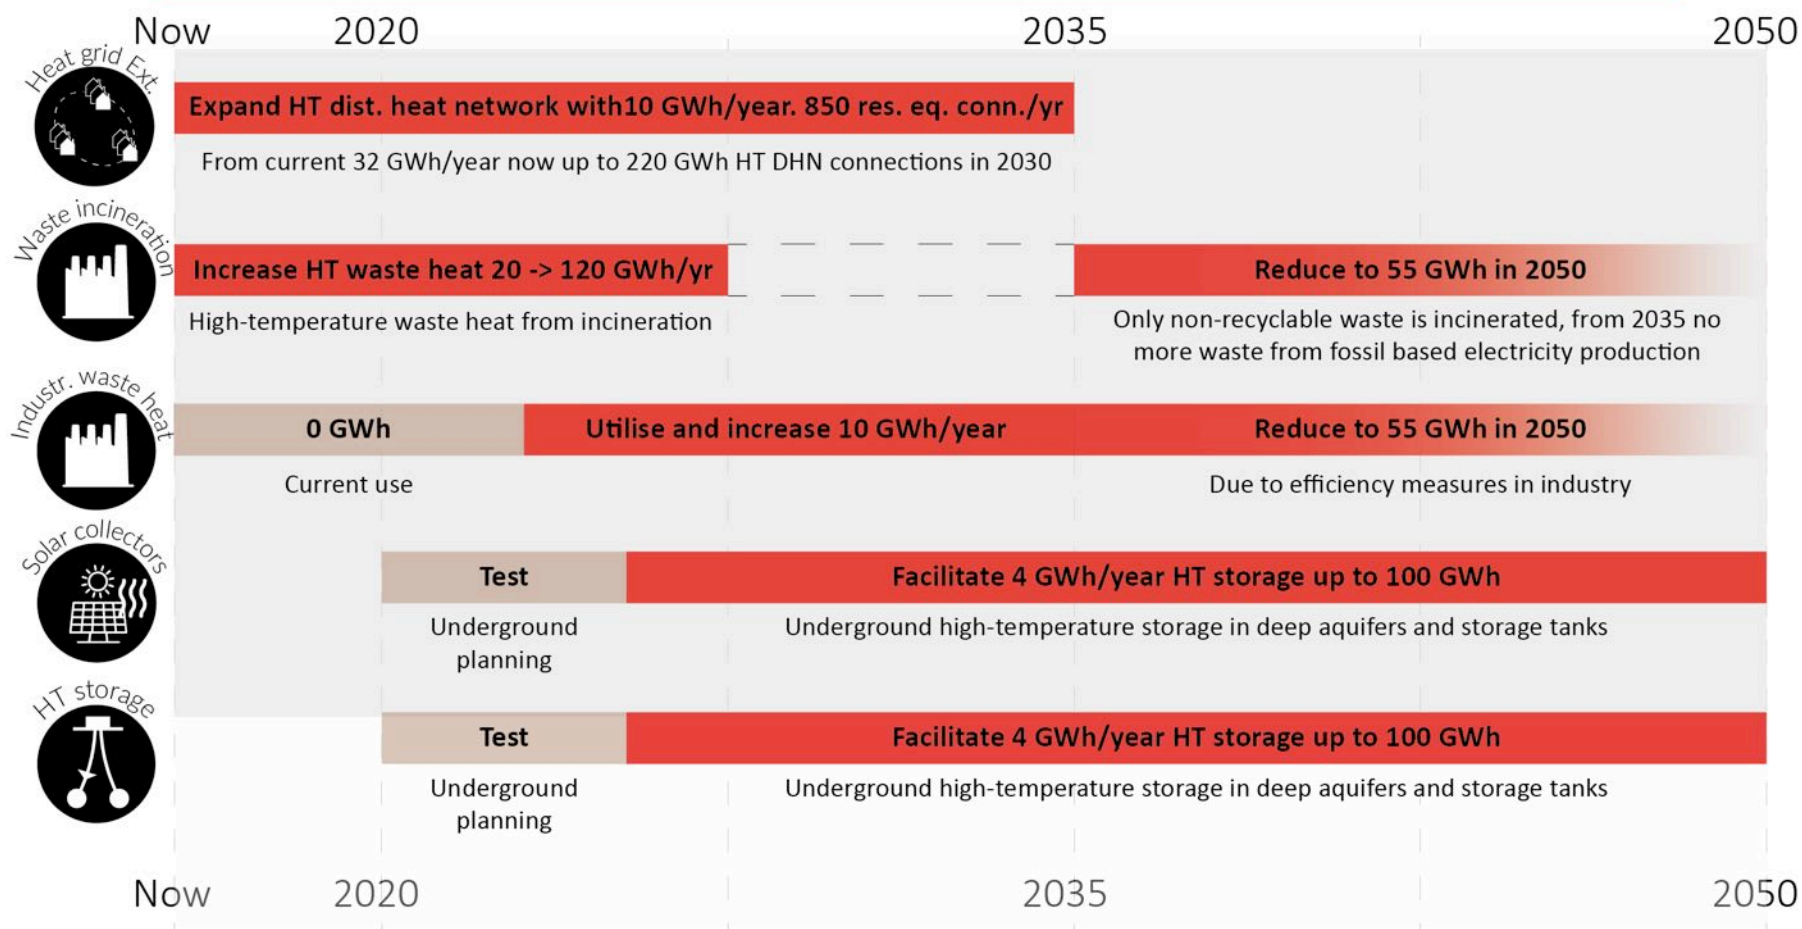 Now 2020 2035 2050
Heat grid Ext.
Expand HT dist. heat network with10 GWh/year. 850 res. eq. conn./yr
From current 32 GWh/year now up to 220 GWh HT DHN connections in 2030
Waste incineration
Increase HT waste heat 20 -> 120 GWh/yr
Reduce to 55 GWh in 2050
High-temperature waste heat from incineration
Only non-recyclable waste is incinerated, from 2035 no
more waste from fossil based electricity production
Industr. waste heat
0 GWh
Utilise and increase 10 GWh/year
Reduce to 55 GWh in 2050
Current use
Due to efficiency measures in industry
Solar collectors
Test
Facilitate 4 GWh/year HT storage up to 100 GWh
Underground
planning
Underground high-temperature storage in deep aquifers and storage tanks
HT storage
Test
Facilitate 4 GWh/year HT storage up to 100 GWh
Underground
planning
Underground high-temperature storage in deep aquifers and storage tanks
Now 2020 2035 2050